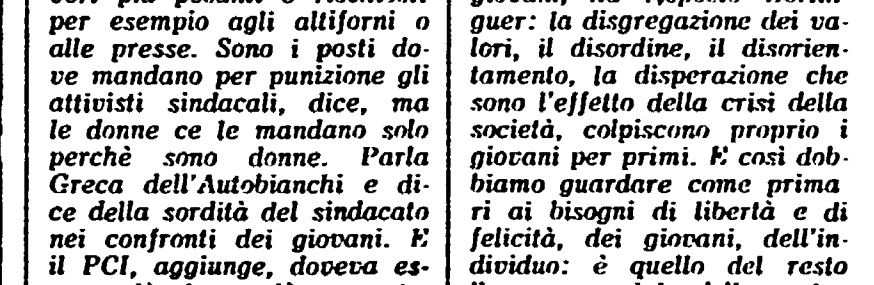 per esempio agli altiforni o
alle presse. Sono i posti do-
ve mandano per punizione gli
attivisti sindacali, dice, ma
le donne ce le mandano solo
perchè sono donne. Parla
Greca dell'Autobianchi e di-
ce della sordità del sindacato
nei confronti dei giovani. E
il PCI, aggiunge, doveva es-
guer: la disgregazione dei va-
lori, il disordine, il disorien-
tamento, la disperazione che
sono l'effetto della crisi della
società, colpiscono proprio i
giovani per primi. E così dob-
biamo guardare come prima
ri ai bisogni di libertà e di
felicità, dei giovani, dell'in-
dividuo: è quello del resto